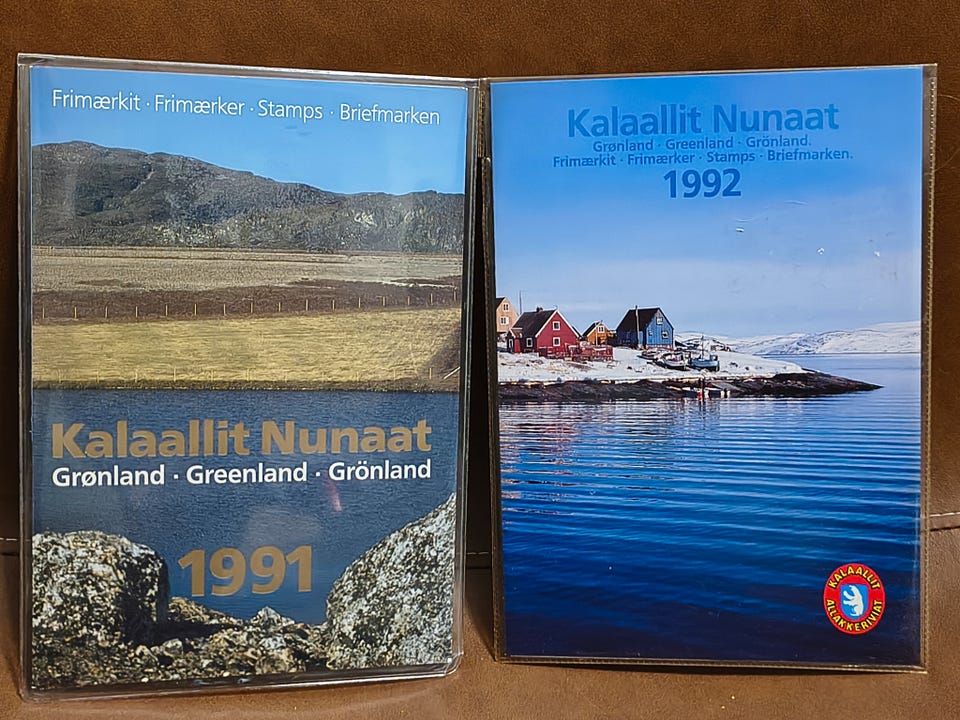 Frimærkit · Frimærker · Stamps · Briefmarken
Kalaallit Nunaat
Grønland · Greenland · Grönland
1991
Kalaallit Nunaat
Grønland · Greenland · Grönland.
Frimærkit · Frimærker · Stamps · Briefmarken.
1992
KALAALLIT
ALLAKKERIVIAT